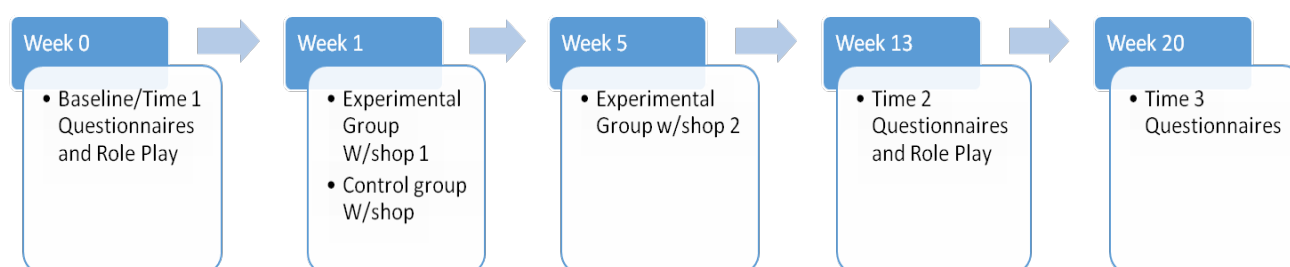 Week 0
• Baseline/Time 1
Questionnaires
and Role Play
Week 1
• Experimental
Group
W/shop 1
• Control group
W/shop
Week 5
• Experimental
Group w/shop 2
Week 13
• Time 2
Questionnaires
and Role Play
Week 20
• Time 3
Questionnaires